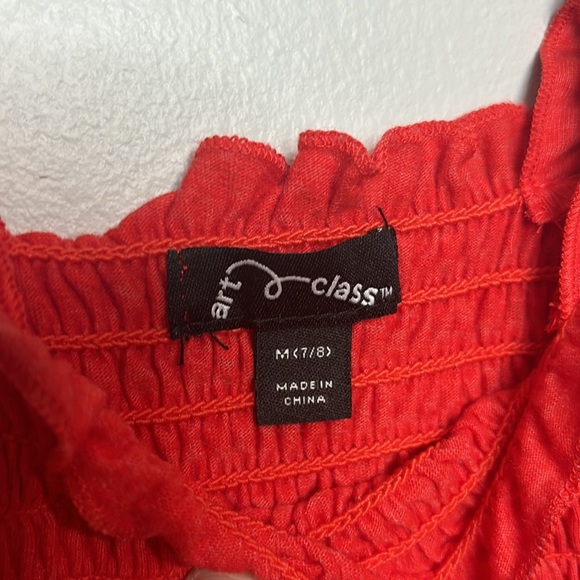 art class™
M(7/8)
MADE IN
CHINA